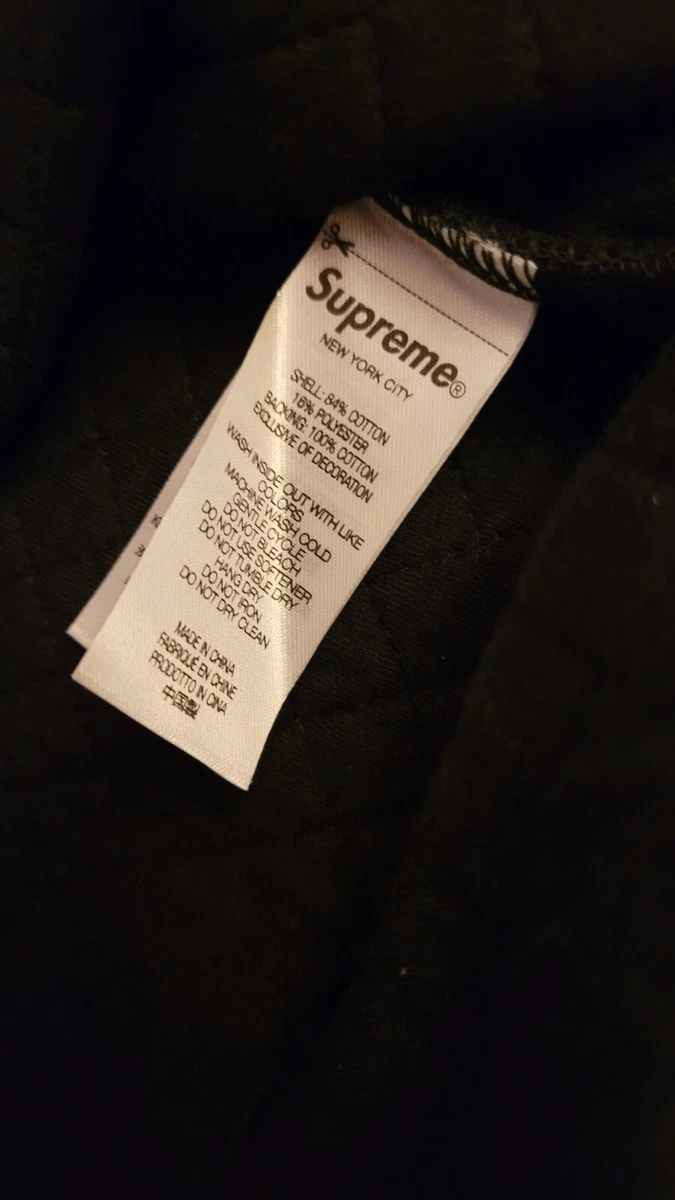 Supreme®
NEW YORK CITY
SHELL: 84% COTTON
16% POLYESTER
BACKING: 100% COTTON
EXCLUSIVE OF DECORATION
WASH INSIDE OUT WITH LIKE
COLORS
MACHINE WASH COLD
GENTLE CYCLE
DO NOT BLEACH
DO NOT USE SOFTENER
HANG DRY
DO NOT TUMBLE DRY
DO NOT IRON
DO NOT DRY CLEAN
MADE IN CHINA
FABRIQUÉ EN CHINE
PRODOTTO IN CINA
中国製